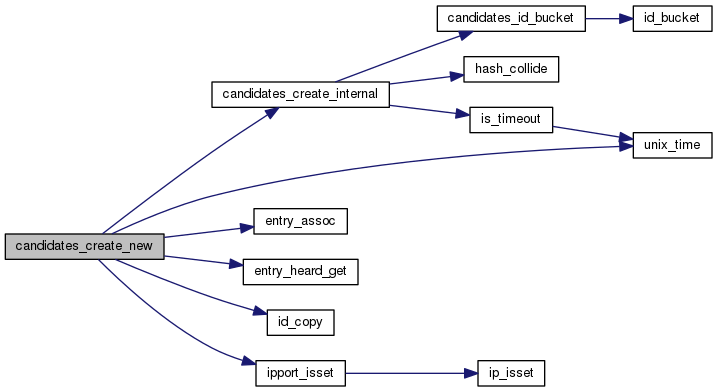 candidates_id_bucket
id_bucket
hash_collide
candidates_create_internal
is_timeout
unix_time
entry_assoc
candidates_create_new
entry_heard_get
id_copy
ipport_isset
ip_isset